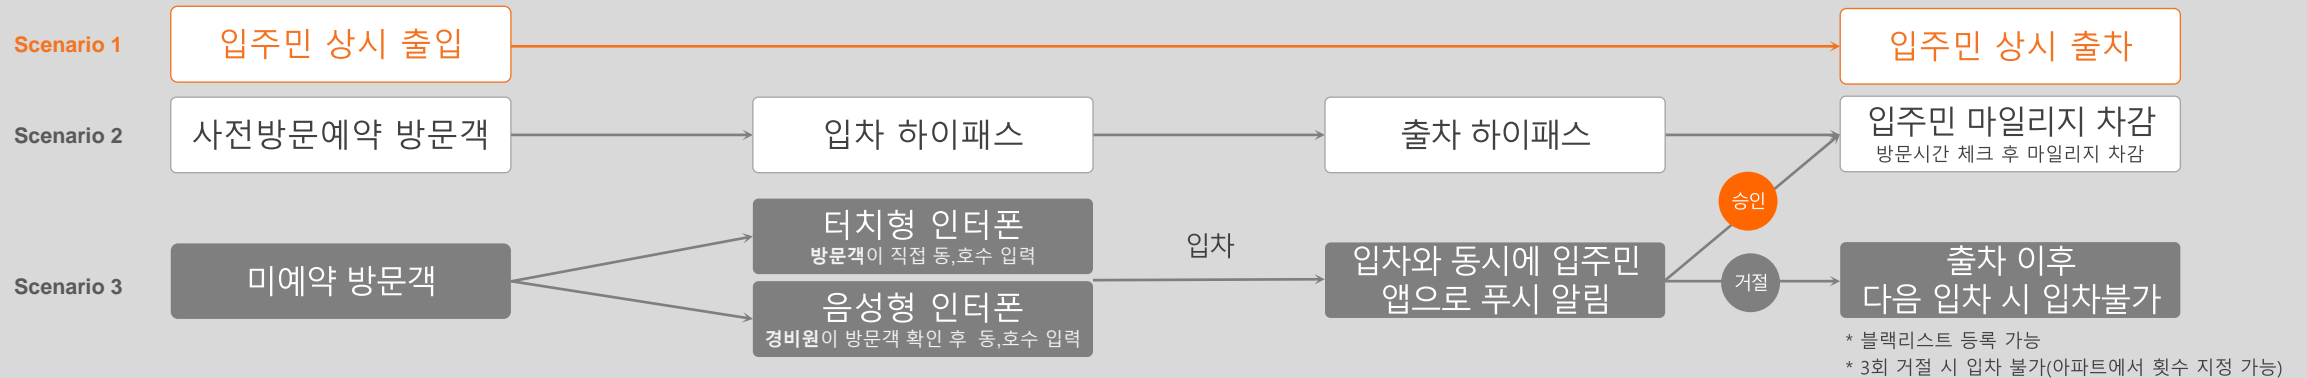 Scenario 1
입주민 상시 출입
입주민 상시 출차
Scenario 2
사전방문예약 방문객
입차 하이패스
출차 하이패스
입주민 마일리지 차감
방문시간 체크 후 마일리지 차감
Scenario 3
미예약 방문객
터치형 인터폰
방문객이 직접 동,호수 입력
음성형 인터폰
경비원이 방문객 확인 후 동,호수 입력
입차
입차와 동시에 입주민
앱으로 푸시 알림
승인
거절
출차 이후
다음 입차 시 입차불가
* 블랙리스트 등록 가능
* 3회 거절 시 입차 불가(아파트에서 횟수 지정 가능)